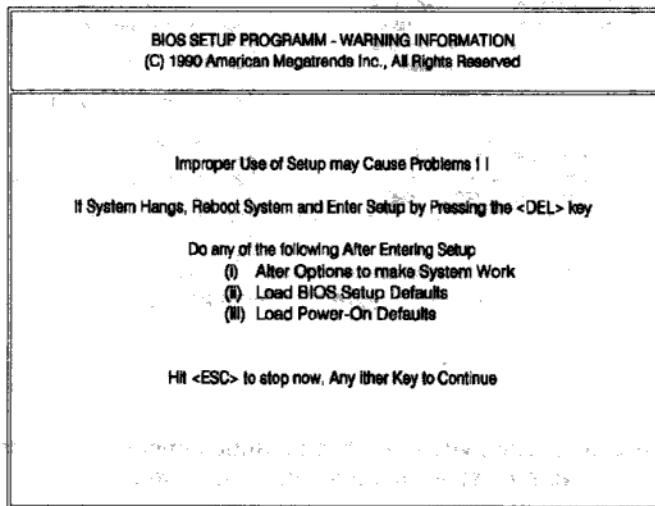 BIOS SETUP PROGRAMM - WARNING INFORMATION
(C) 1990 American Megatrends Inc., All Rights Reserved
Improper Use of Setup may Cause Problems ! !
If System Hangs, Reboot System and Enter Setup by Pressing the <DEL> key
Do any of the following After Entering Setup
(i) Alter Options to make System Work
(ii) Load BIOS Setup Defaults
(iii) Load Power-On Defaults
Hit <ESC> to stop now, Any ither Key to Continue